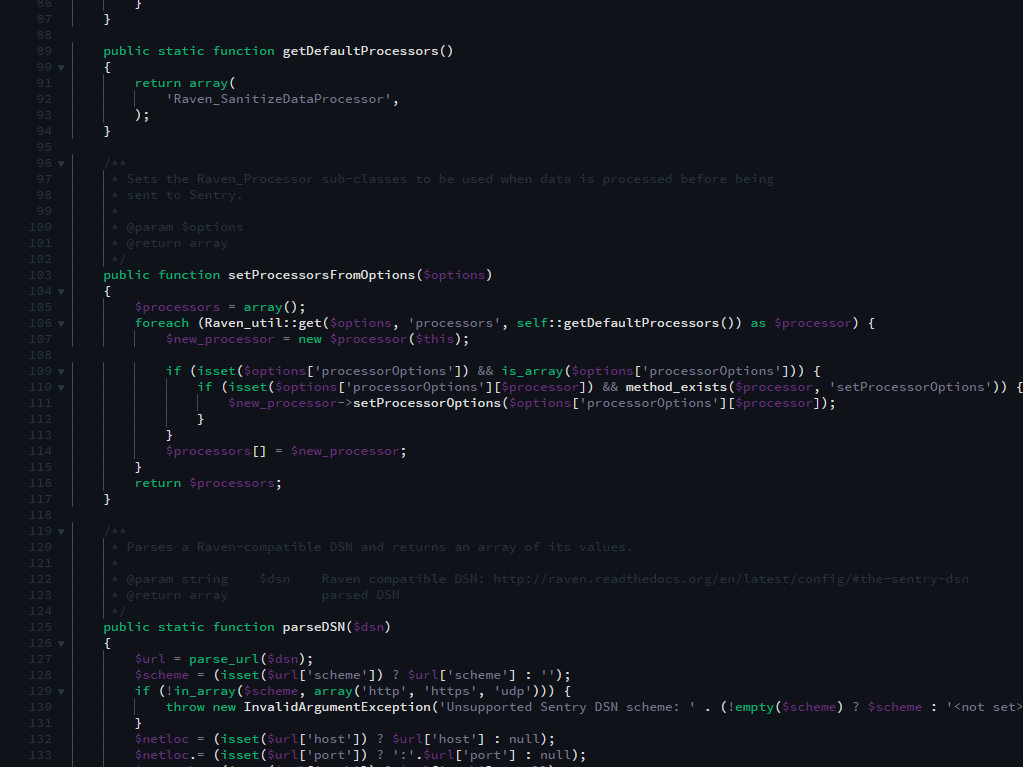 86 }
87 }
88
89 public static function getDefaultProcessors()
90 {
91 return array(
92 'Raven_SanitizeDataProcessor',
93 );
94 }
95
96 /**
97 * Sets the Raven_Processor sub-classes to be used when data is processed before being
98 * sent to Sentry.
99 *
100 * @param $options
101 * @return array
102 */
103 public function setProcessorsFromOptions($options)
104 {
105 $processors = array();
106 foreach (Raven_util::get($options, 'processors', self::getDefaultProcessors()) as $processor) {
107 $new_processor = new $processor($this);
108
109 if (isset($options['processorOptions']) && is_array($options['processorOptions'])) {
110 if (isset($options['processorOptions'][$processor]) && method_exists($processor, 'setProcessorOptions')) {
111 $new_processor->setProcessorOptions($options['processorOptions'][$processor]);
112 }
113 }
114 $processors[] = $new_processor;
115 }
116 return $processors;
117 }
118
119 /**
120 * Parses a Raven-compatible DSN and returns an array of its values.
121 *
122 * @param string $dsn Raven compatible DSN: http://raven.readthedocs.org/en/latest/config/#the-sentry-dsn
123 * @return array parsed DSN
124 */
125 public static function parseDSN($dsn)
126 {
127 $url = parse_url($dsn);
128 $scheme = (isset($url['scheme']) ? $url['scheme'] : '');
129 if (!in_array($scheme, array('http', 'https', 'udp'))) {
130 throw new InvalidArgumentException('Unsupported Sentry DSN scheme: ' . (!empty($scheme) ? $scheme : '<not set>
131 }
132 $netloc = (isset($url['host']) ? $url['host'] : null);
133 $netloc.= (isset($url['port']) ? ':'.$url['port'] : null);